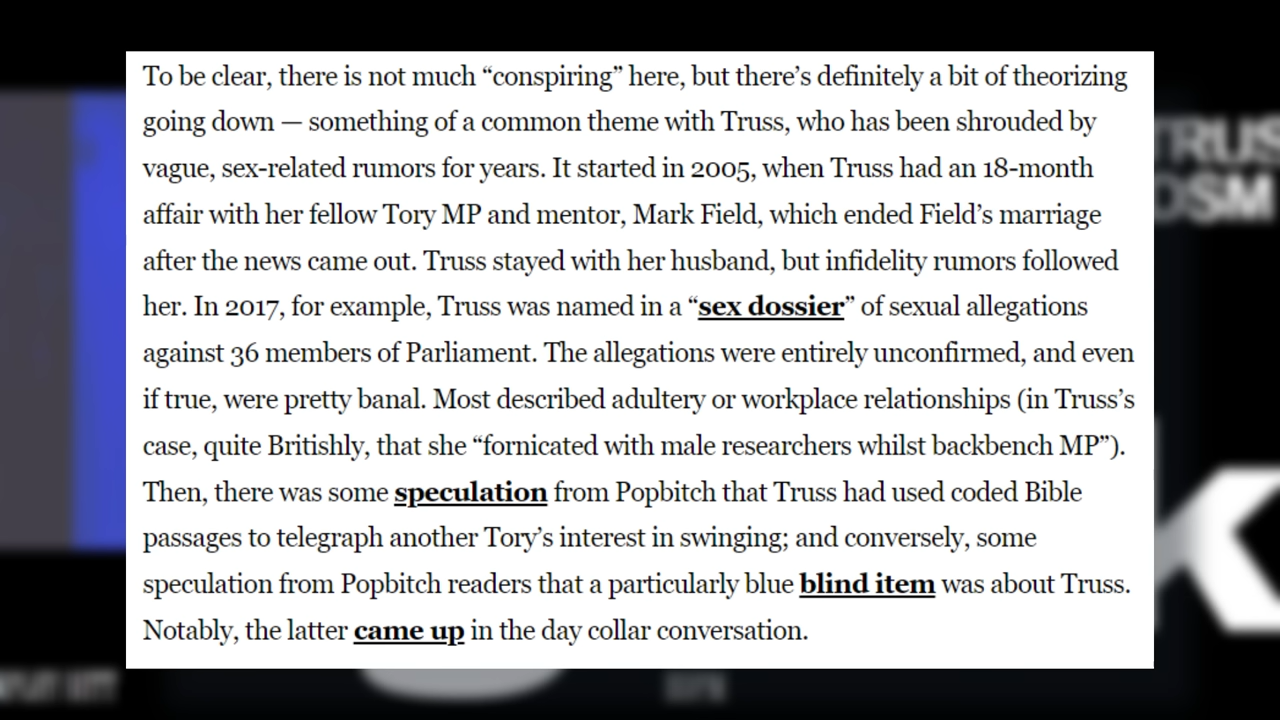 To be clear, there is not much “conspiring” here, but there’s definitely a bit of theorizing
going down — something of a common theme with Truss, who has been shrouded by
vague, sex-related rumors for years. It started in 2005, when Truss had an 18-month
affair with her fellow Tory MP and mentor, Mark Field, which ended Field’s marriage
after the news came out. Truss stayed with her husband, but infidelity rumors followed
her. In 2017, for example, Truss was named in a “sex dossier” of sexual allegations
against 36 members of Parliament. The allegations were entirely unconfirmed, and even
if true, were pretty banal. Most described adultery or workplace relationships (in Truss’s
case, quite Britishly, that she “fornicated with male researchers whilst backbench MP”).
Then, there was some speculation from Popbitch that Truss had used coded Bible
passages to telegraph another Tory’s interest in swinging; and conversely, some
speculation from Popbitch readers that a particularly blue blind item was about Truss.
Notably, the latter came up in the day collar conversation.